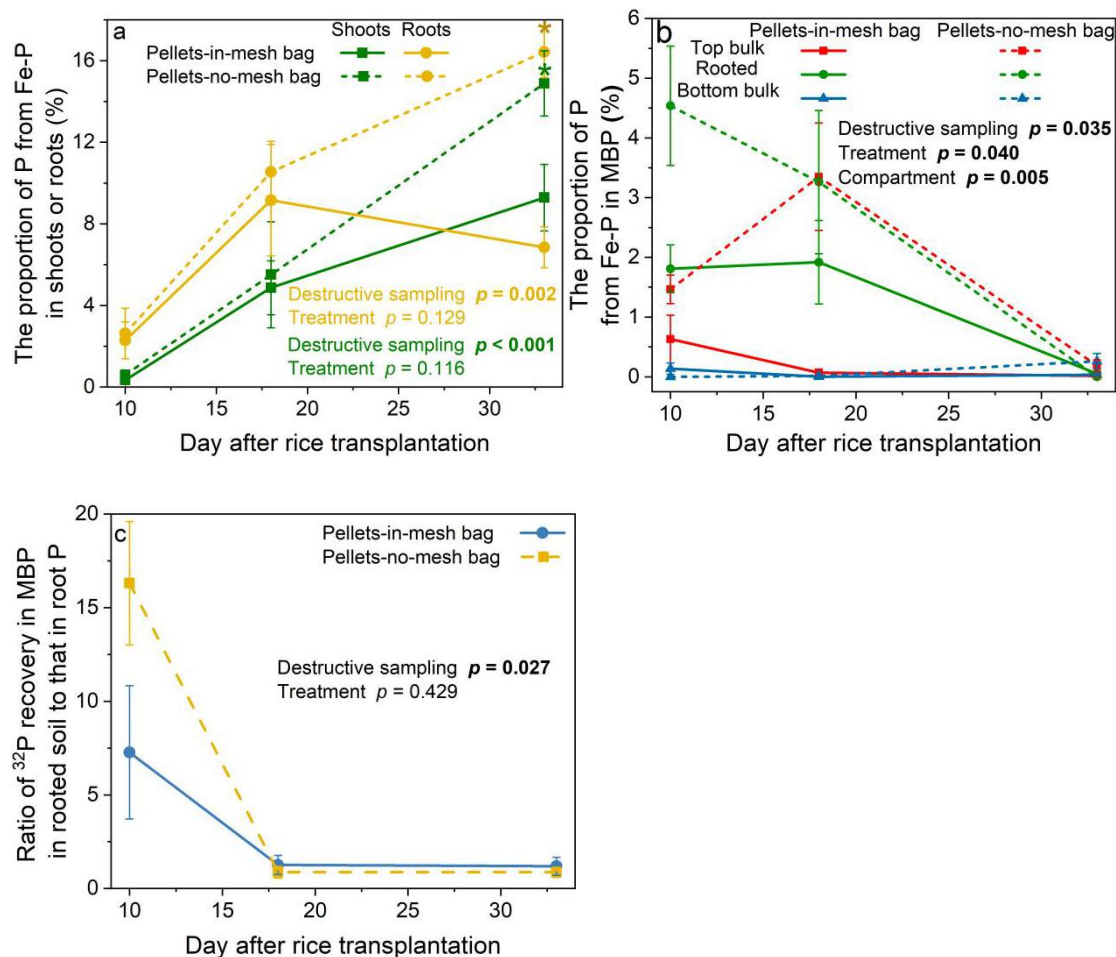 a
Shoots Roots
Pellets-in-mesh bag
Pellets-no-mesh bag
*
*
Destructive sampling p = 0.002
Treatment p = 0.129
Destructive sampling p < 0.001
Treatment p = 0.116
16
12
8
4
0
10 15 20 25 30
The proportion of P from Fe-P
in shoots or roots (%)
Day after rice transplantation
b
Pellets-in-mesh bag Pellets-no-mesh bag
Top bulk
Rooted
Bottom bulk
Destructive sampling p = 0.035
Treatment p = 0.040
Compartment p = 0.005
6
5
4
3
2
1
0
10 15 20 25 30
The proportion of P
from Fe-P in MBP (%)
Day after rice transplantation
c
Pellets-in-mesh bag
Pellets-no-mesh bag
Destructive sampling p = 0.027
Treatment p = 0.429
20
15
10
5
0
10 15 20 25 30
Ratio of ³²P recovery in MBP
in rooted soil to that in root P
Day after rice transplantation